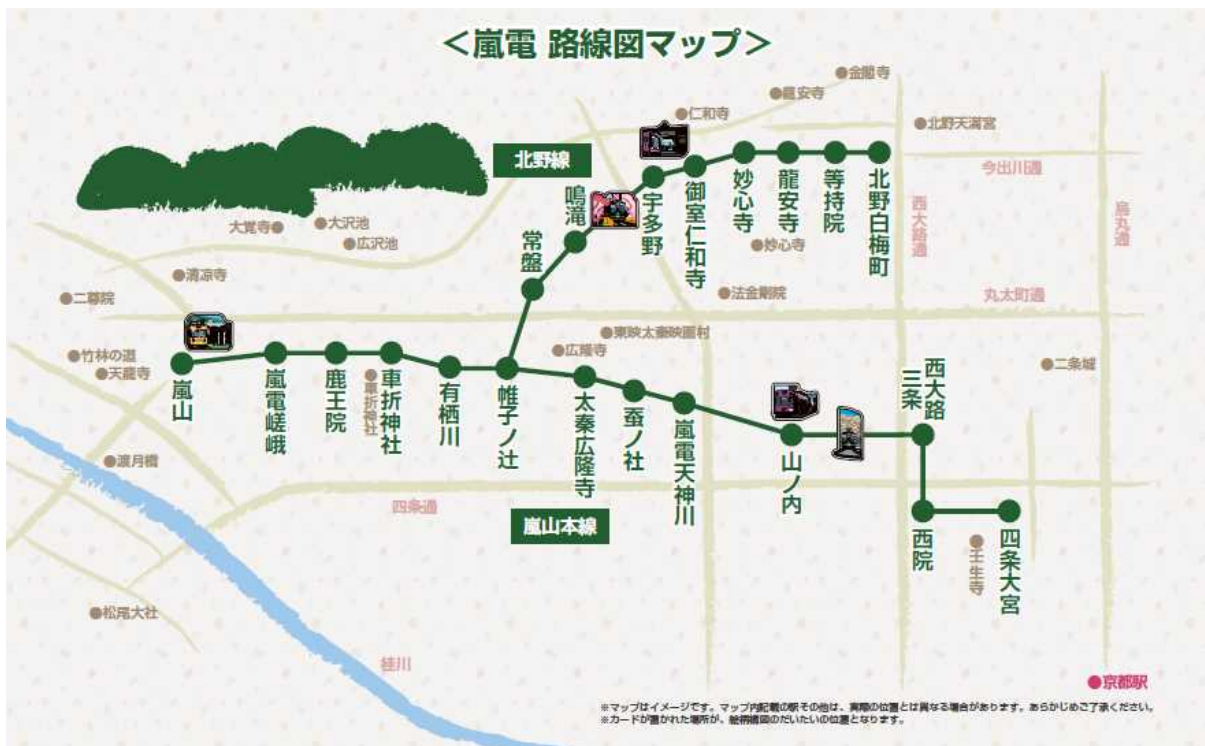 <嵐電 路線図マップ>
●金閣寺
●龍安寺
●仁和寺
●北野天満宮
北野線
今出川通
鳴滝
宇多野
御室仁和寺
妙心寺
龍安寺
等持院
北野白梅町
西大路通
烏丸通
大覚寺●
●大沢池
●広沢池
常盤
●妙心寺
●清凉寺
●二尊院
●法金剛院
丸太町通
●東映太秦映画村
●竹林の道
●天龍寺
●広隆寺
●二条城
嵐山
嵐電嵯峨
鹿王院
●車折神社
車折神社
有栖川
帷子ノ辻
太秦広隆寺
蚕ノ社
嵐電天神川
山ノ内
西大路
三条
●渡月橋
四条通
嵐山本線
西院
●壬生寺
四条大宮
●松尾大社
桂川
●京都駅
※マップはイメージです。マップ内記載の駅その他は、実際の位置とは異なる場合があります。あらかじめご了承ください。
※カードが置かれた場所が、絵柄構図のだいたいの位置となります。